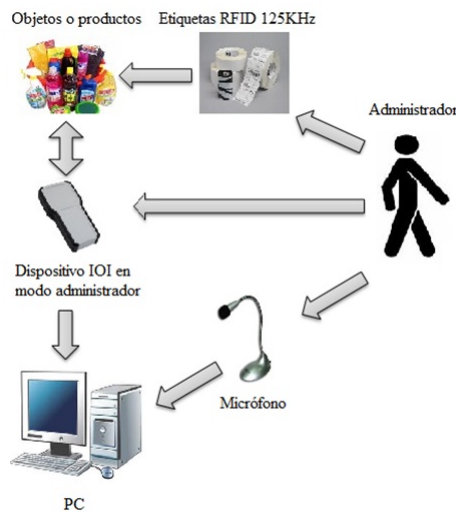 Objetos o productos
Etiquetas RFID 125KHz
Administrador
Dispositivo IOI en
modo administrador
Micrófono
PC